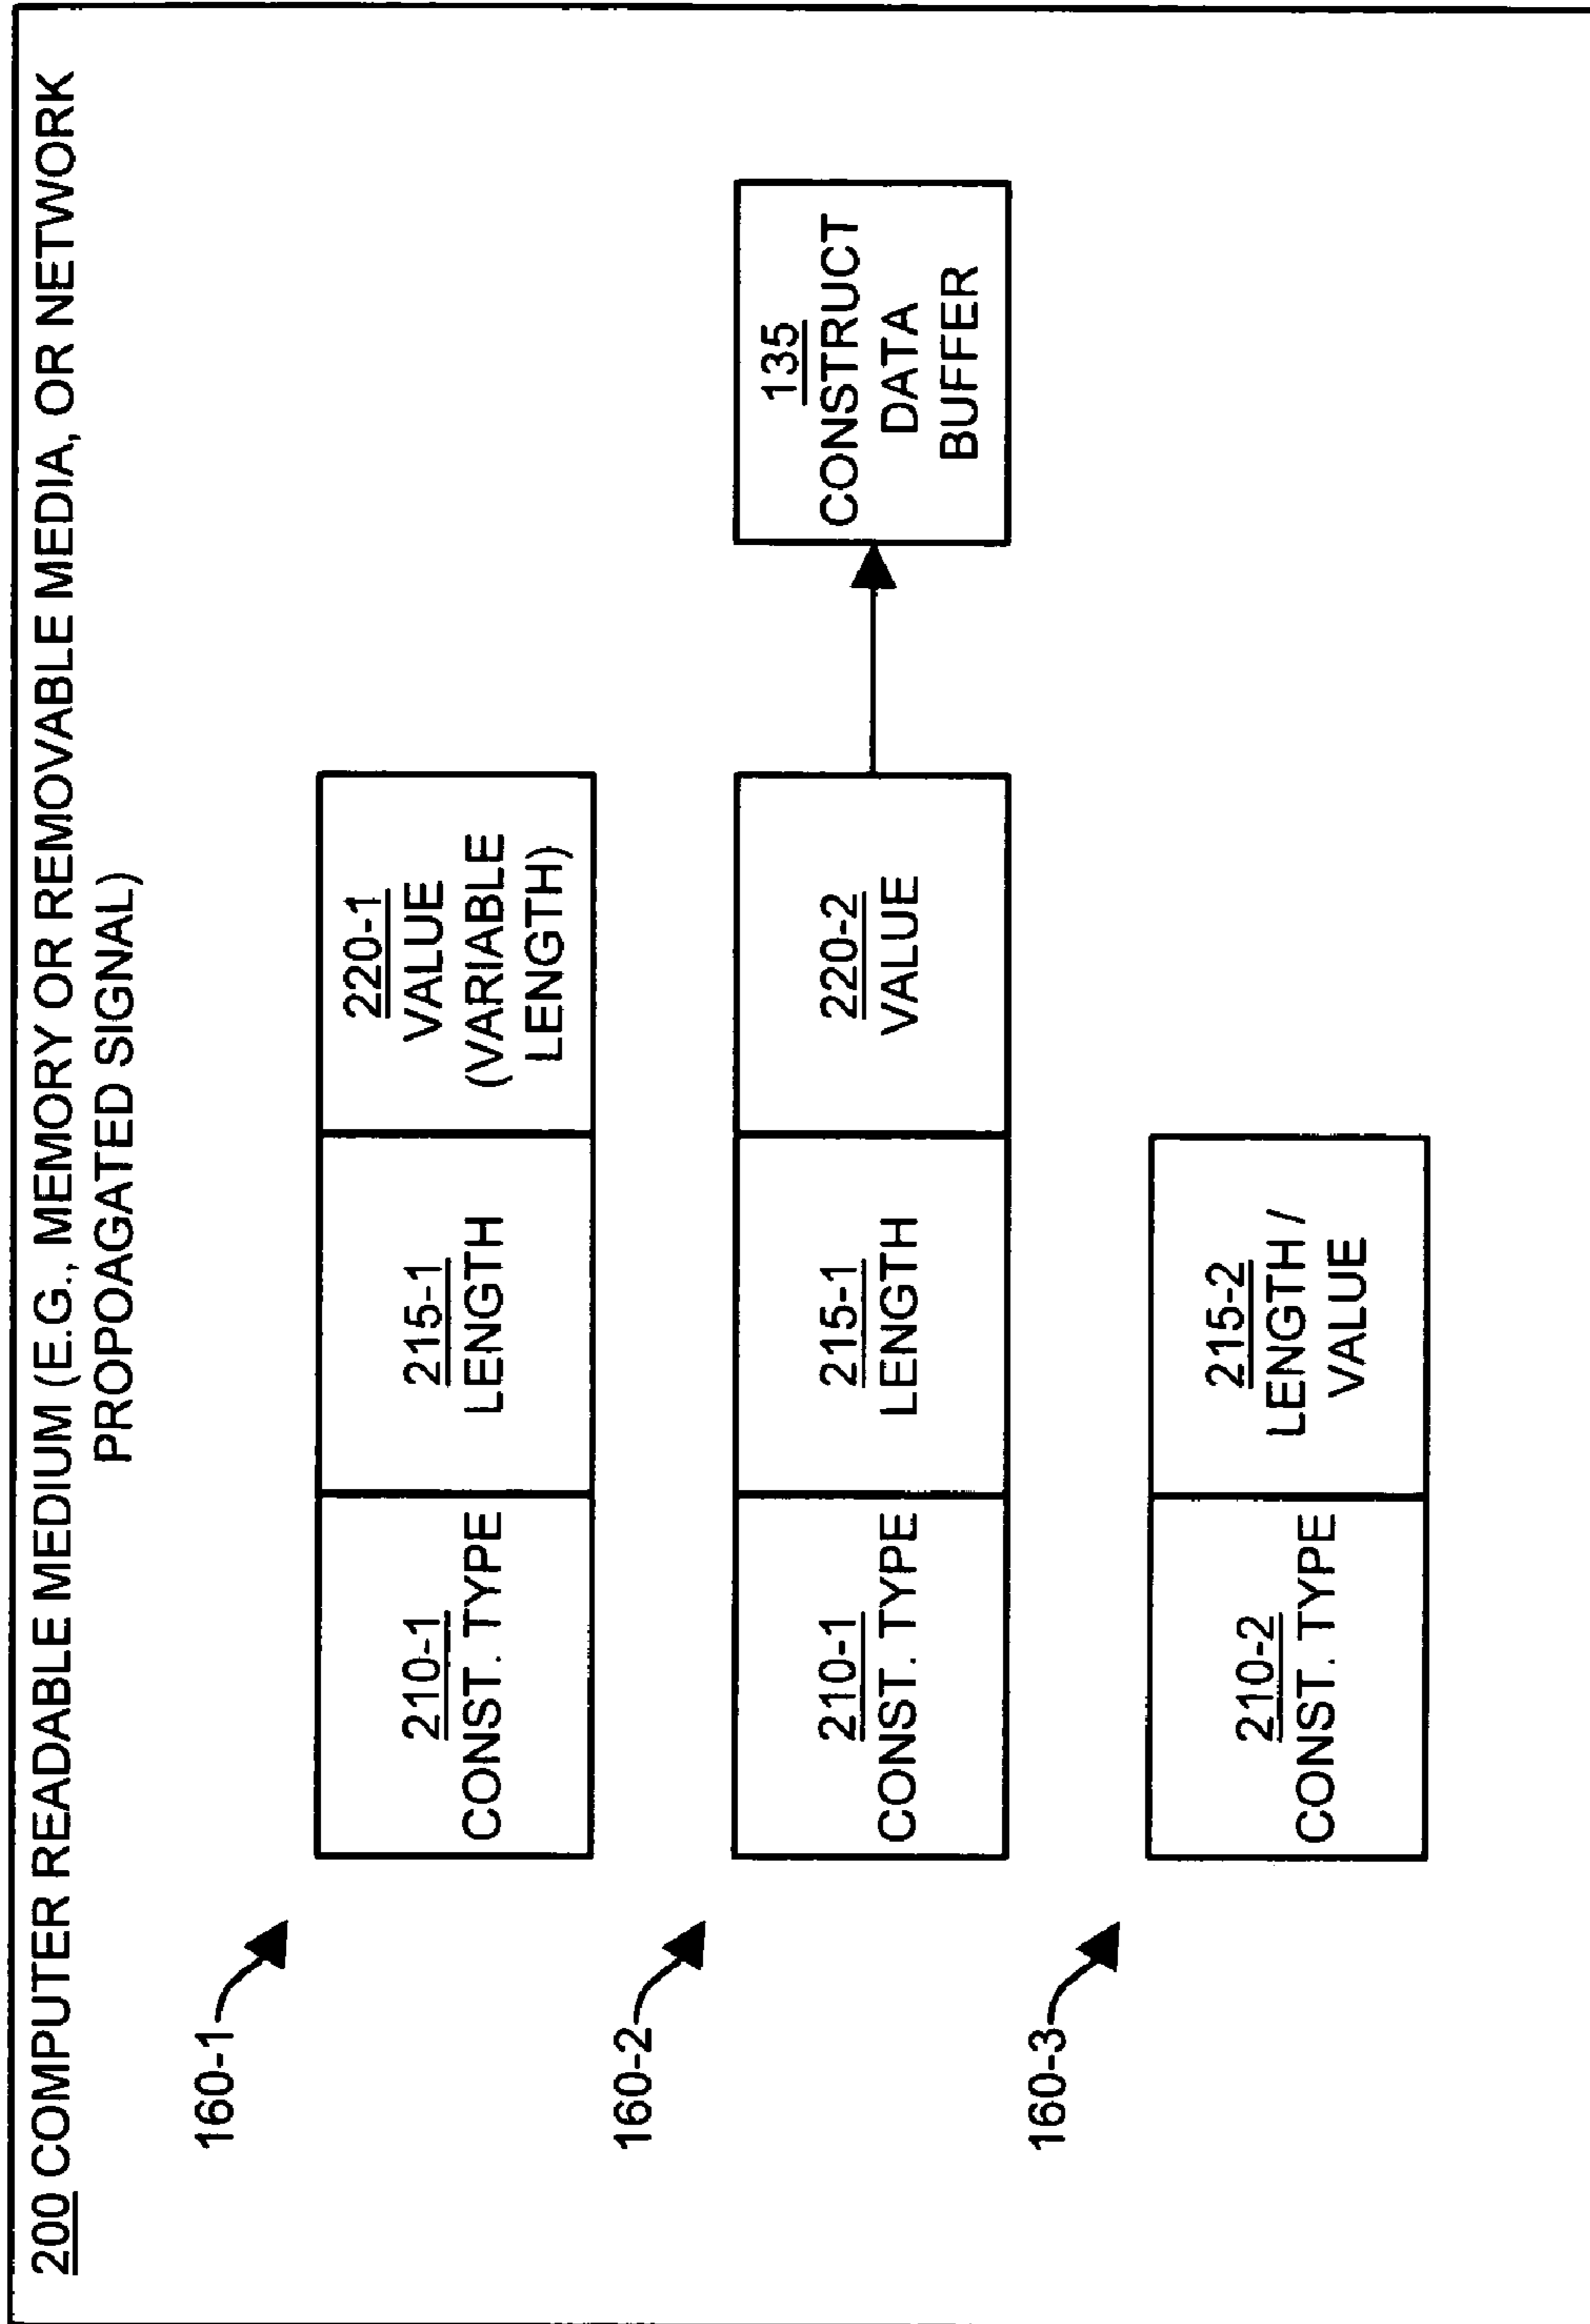 200 COMPUTER READABLE MEDIUM (E.G., MEMORY OR REMOVABLE MEDIA, OR NETWORK
PROPOAGATED SIGNAL)
160-1
210-1
CONST. TYPE
215-1
LENGTH
220-1
VALUE
(VARIABLE
LENGTH)
160-2
210-1
CONST. TYPE
215-1
LENGTH
220-2
VALUE
135
CONSTRUCT
DATA
BUFFER
160-3
210-2
CONST. TYPE
215-2
LENGTH /
VALUE